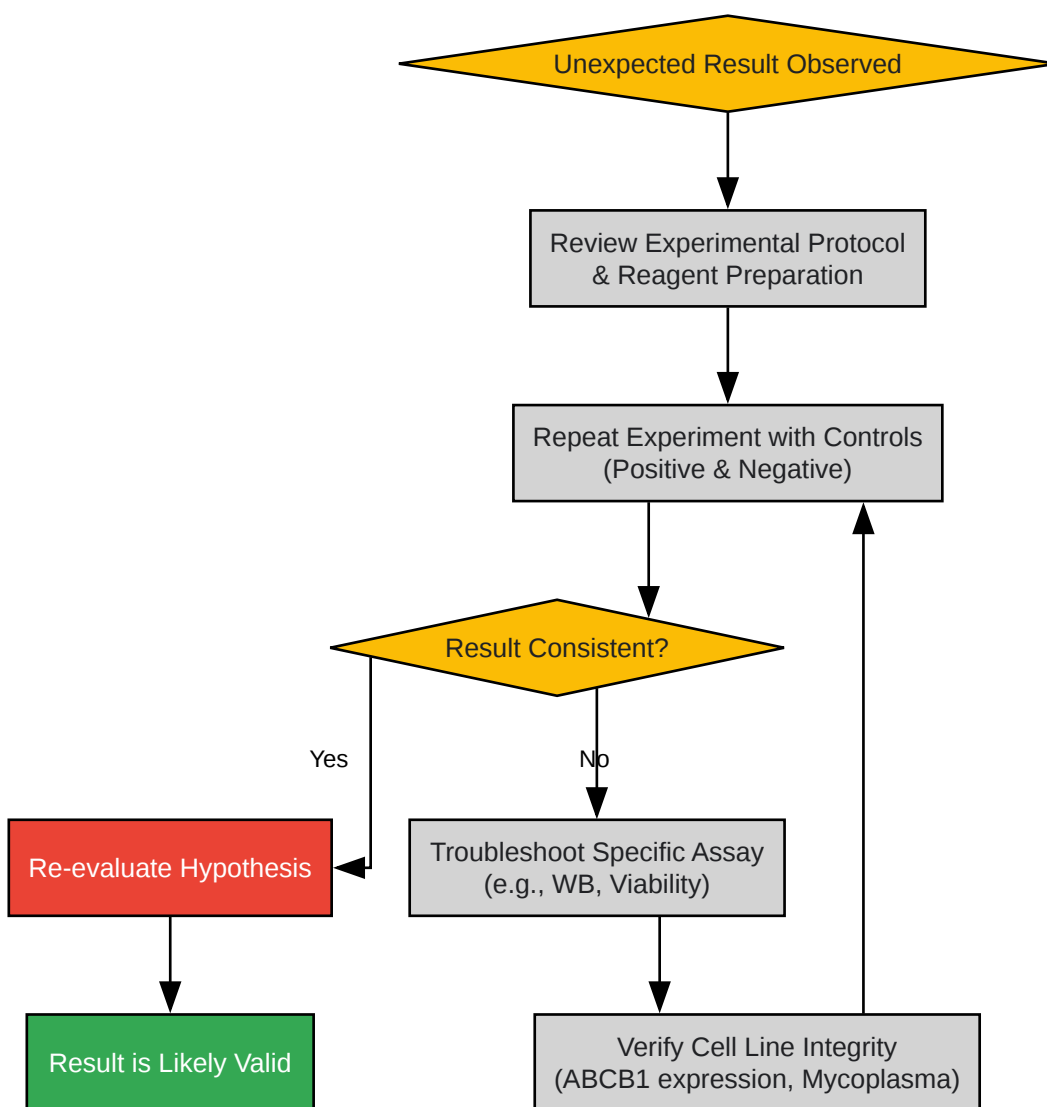 Unexpected Result Observed
Review Experimental Protocol
& Reagent Preparation
Repeat Experiment with Controls
(Positive & Negative)
Result Consistent?
Yes
No
Re-evaluate Hypothesis
Troubleshoot Specific Assay
(e.g., WB, Viability)
Result is Likely Valid
Verify Cell Line Integrity
(ABCB1 expression, Mycoplasma)